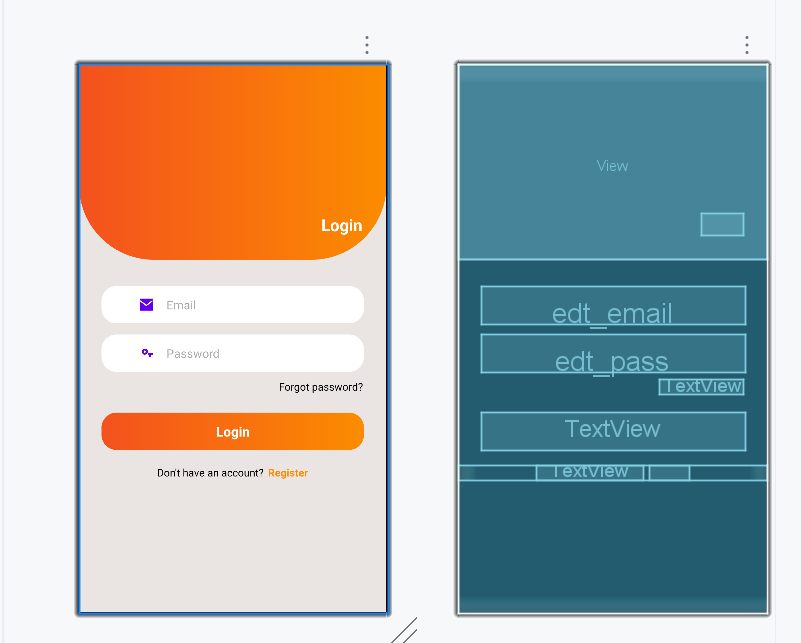 Login
Email
Password
Forgot password?
Login
Don't have an account? Register
View
edt_email
edt_pass
TextView
TextView
TextView